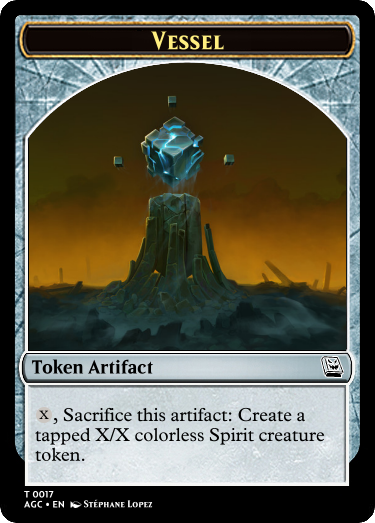 VESSEL
Token Artifact
X, Sacrifice this artifact: Create a
tapped X/X colorless Spirit creature
token.
T 0017
AGC • EN Stéphane Lopez